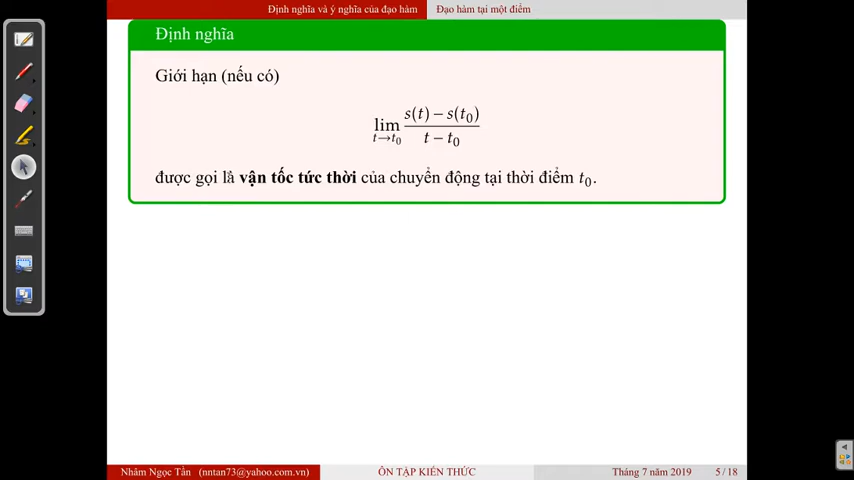 Định nghĩa và ý nghĩa của đạo hàm Đạo hàm tại một điểm
Định nghĩa
Giới hạn (nếu có)
lim t→t₀ (s(t) − s(t₀)) / (t − t₀)
được gọi là vận tốc tức thời của chuyển động tại thời điểm t₀.
Nhâm Ngọc Tần (nntan73@yahoo.com.vn) ÔN TẬP KIẾN THỨC Tháng 7 năm 2019 5 / 18